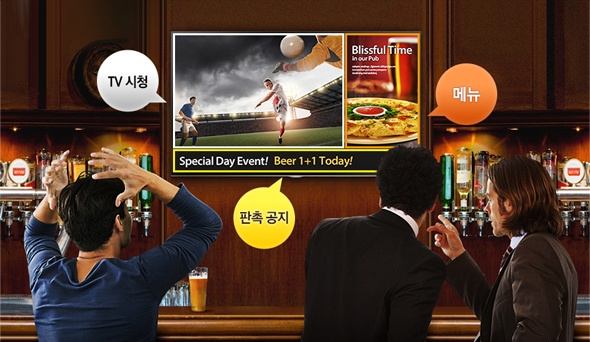 TV 시청
Blissful Time
in our Pub
메뉴
Special Day Event! Beer 1+1 Today!
판촉 공지